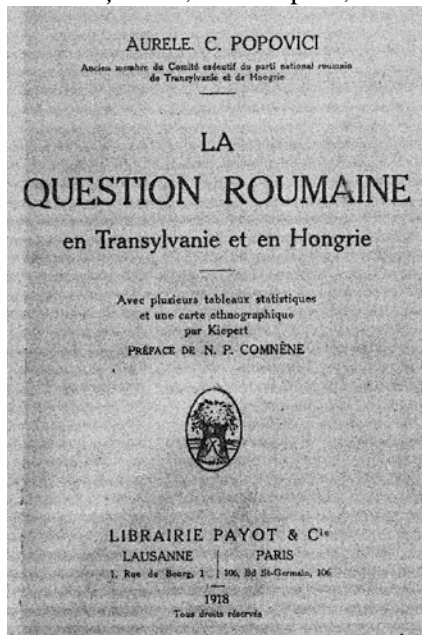 AURELE. C. POPOVICI
Ancien membre du Comité exécutif du parti national roumain
de Transylvanie et de Hongrie
LA
QUESTION ROUMAINE
en Transylvanie et en Hongrie
Avec plusieurs tableaux statistiques
et une carte ethnographique
par Kiepert
PRÉFACE DE N. P. COMNÈNE
LIBRAIRIE PAYOT & Cie
LAUSANNE | PARIS
1, Rue de Bourg, 1 | 106, Bd St-Germain, 106
1918
Tous droits réservés